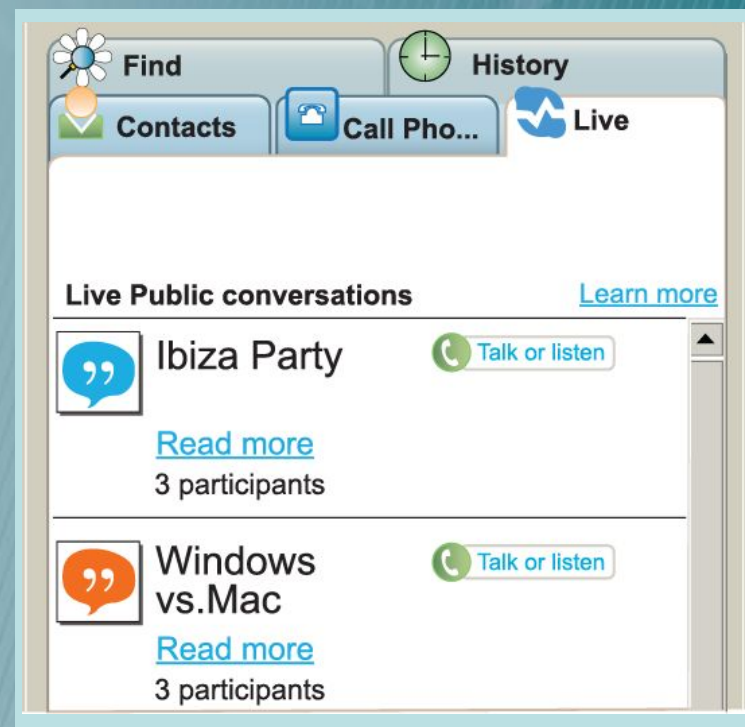 Find
History
Contacts
Call Pho...
Live
Live Public conversations
Learn more
Ibiza Party
Talk or listen
Read more
3 participants
Windows
vs.Mac
Talk or listen
Read more
3 participants